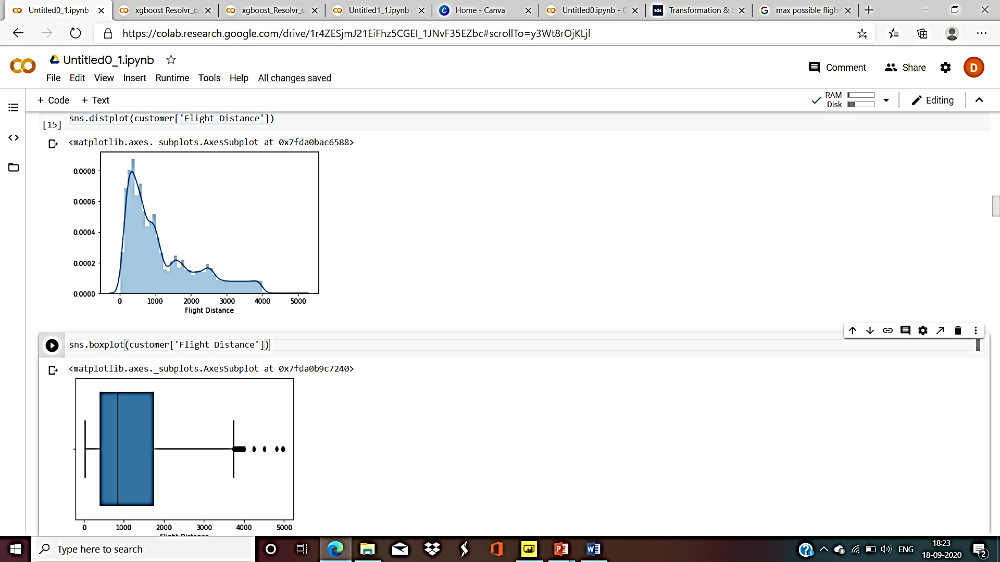 Untitled0_1.ipynb
xgboost Resolvr_c
xgboost_Resolvr_c
Untitled1_1.ipynb
Home - Canva
Untitled0.ipynb - C
tds Transformation &
max possible fligh
https://colab.research.google.com/drive/1r4ZESjmJ21EiFhz5CGEI_1JNvF35EZbc#scrollTo=y3Wt8rOjKLjl
Untitled0_1.ipynb
Comment Share D
File Edit View Insert Runtime Tools Help All changes saved
+ Code + Text
RAM
Disk
Editing
sns.distplot(customer['Flight Distance'])
[15]
<matplotlib.axes._subplots.AxesSubplot at 0x7fda0bac6588>
0.0008
0.0006
0.0004
0.0002
0.0000
0 1000 2000 3000 4000 5000
Flight Distance
sns.boxplot(customer['Flight Distance'])
<matplotlib.axes._subplots.AxesSubplot at 0x7fda0b9c7240>
0 1000 2000 3000 4000 5000
Flight Distance
Type here to search
ENG
18:23
18-09-2020
2